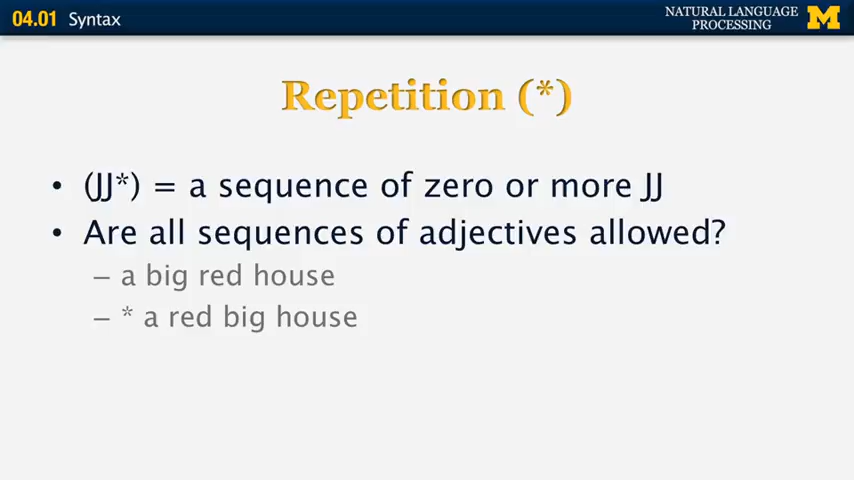 04.01 Syntax
NATURAL LANGUAGE
PROCESSING
M
Repetition (*)
• (JJ*) = a sequence of zero or more JJ
• Are all sequences of adjectives allowed?
– a big red house
– * a red big house